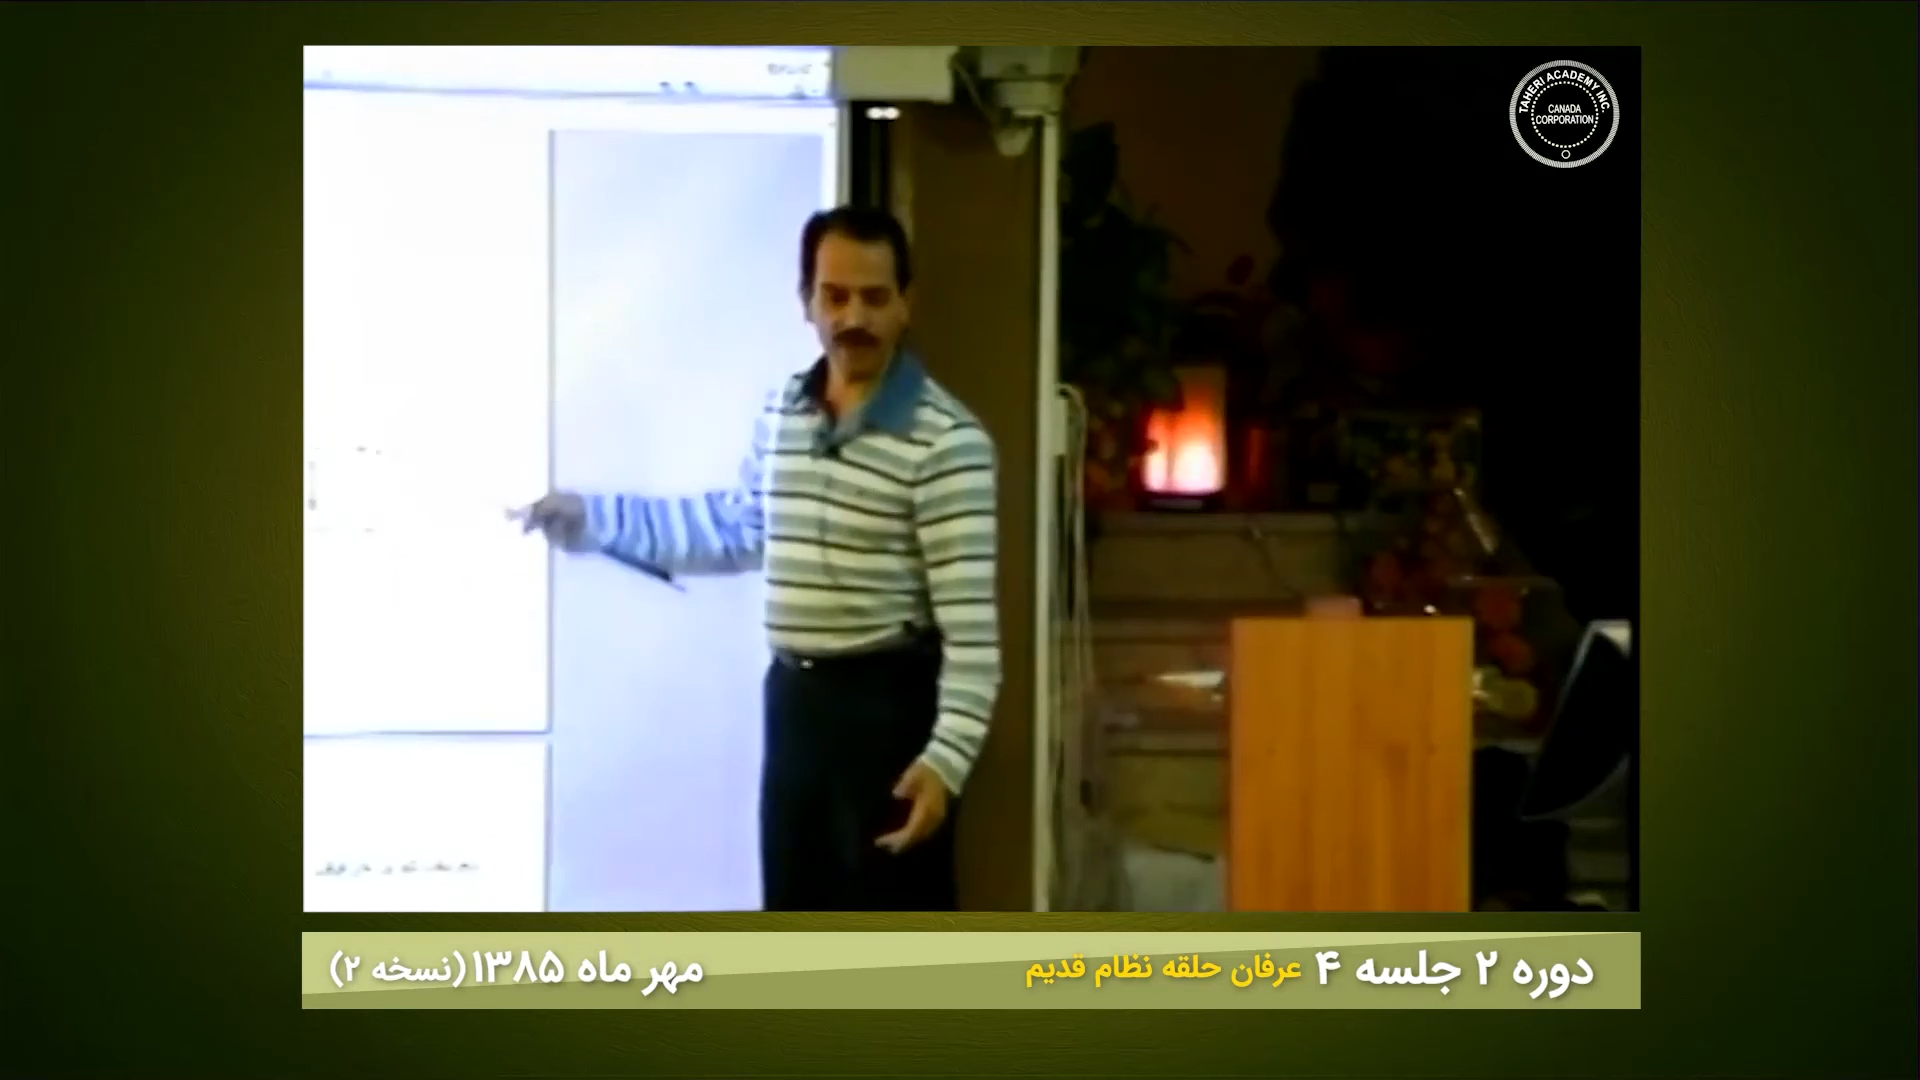 TAHERI ACADEMY INC.
CANADA
CORPORATION
دوره ۲ جلسه ۴ عرفان حلقه نظام قدیم
مهر ماه ۱۳۸۵ (نسخه ۲)